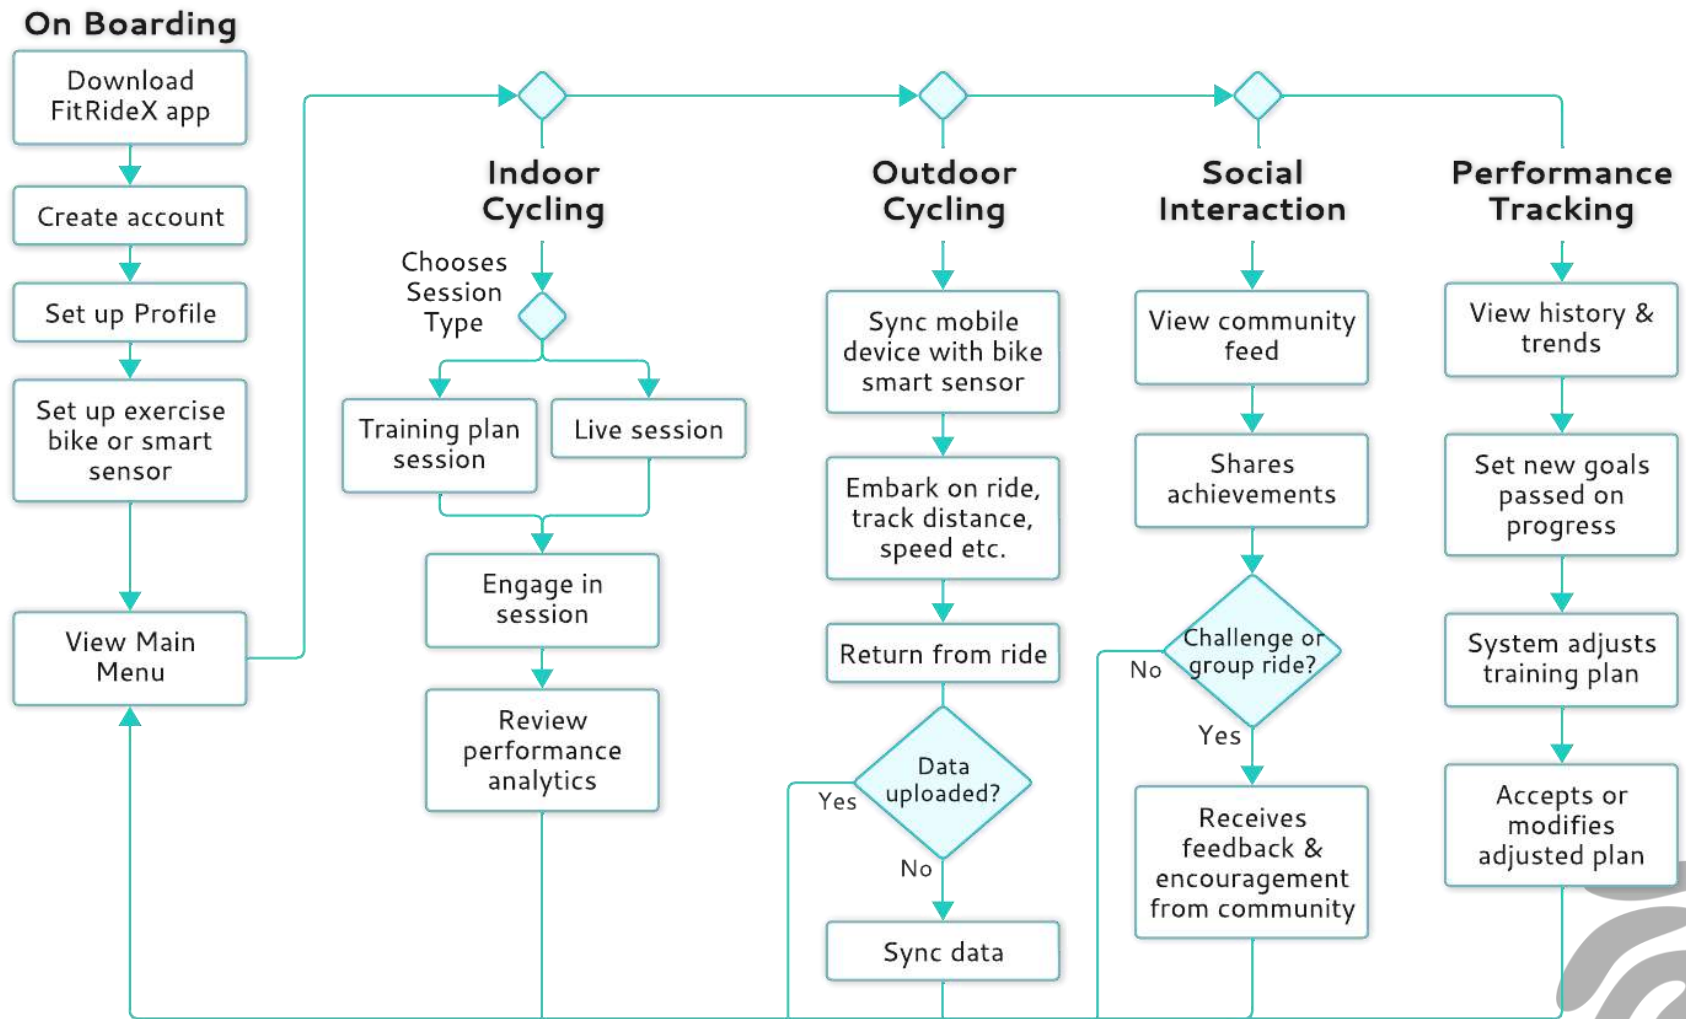 On Boarding
Download
FitRideX app
Create account
Set up Profile
Set up exercise
bike or smart
sensor
View Main
Menu
Indoor
Cycling
Chooses
Session
Type
Training plan
session
Live session
Engage in
session
Review
performance
analytics
Outdoor
Cycling
Sync mobile
device with bike
smart sensor
Embark on ride,
track distance,
speed etc.
Return from ride
Data
uploaded?
Yes
No
Sync data
Social
Interaction
View community
feed
Shares
achievements
Challenge or
group ride?
No
Yes
Receives
feedback &
encouragement
from community
Performance
Tracking
View history &
trends
Set new goals
passed on
progress
System adjusts
training plan
Accepts or
modifies
adjusted plan